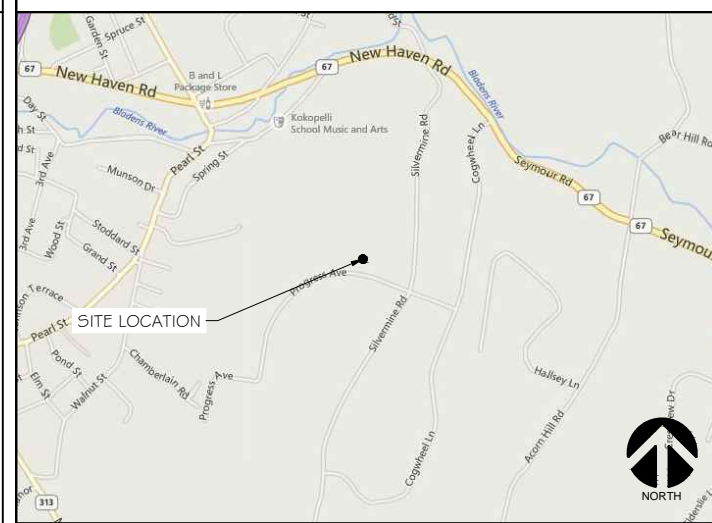 Spruce St
Garden St
67
New Haven Rd
B and L
Package Store
67
New Haven Rd
67
Bladens River
Bladens River
Kokopelli
School Music and Arts
Day St
3rd Ave
Pearl St
Spring St
Munson Dr
Silvermine Rd
Cogwheel Ln
Bear Hill Rd
Seymour Rd
67
67
Seymour
3rd Ave
Wood St
Stoddard St
Grand St
SITE LOCATION
Progress Ave
Terrace
Pearl St
Pond St
Elm St
Walnut St
Chamberlain Rd
Progress Ave
Silvermine Rd
Cogwheel Ln
Hallsey Ln
Acorn Hill Rd
NORTH
313